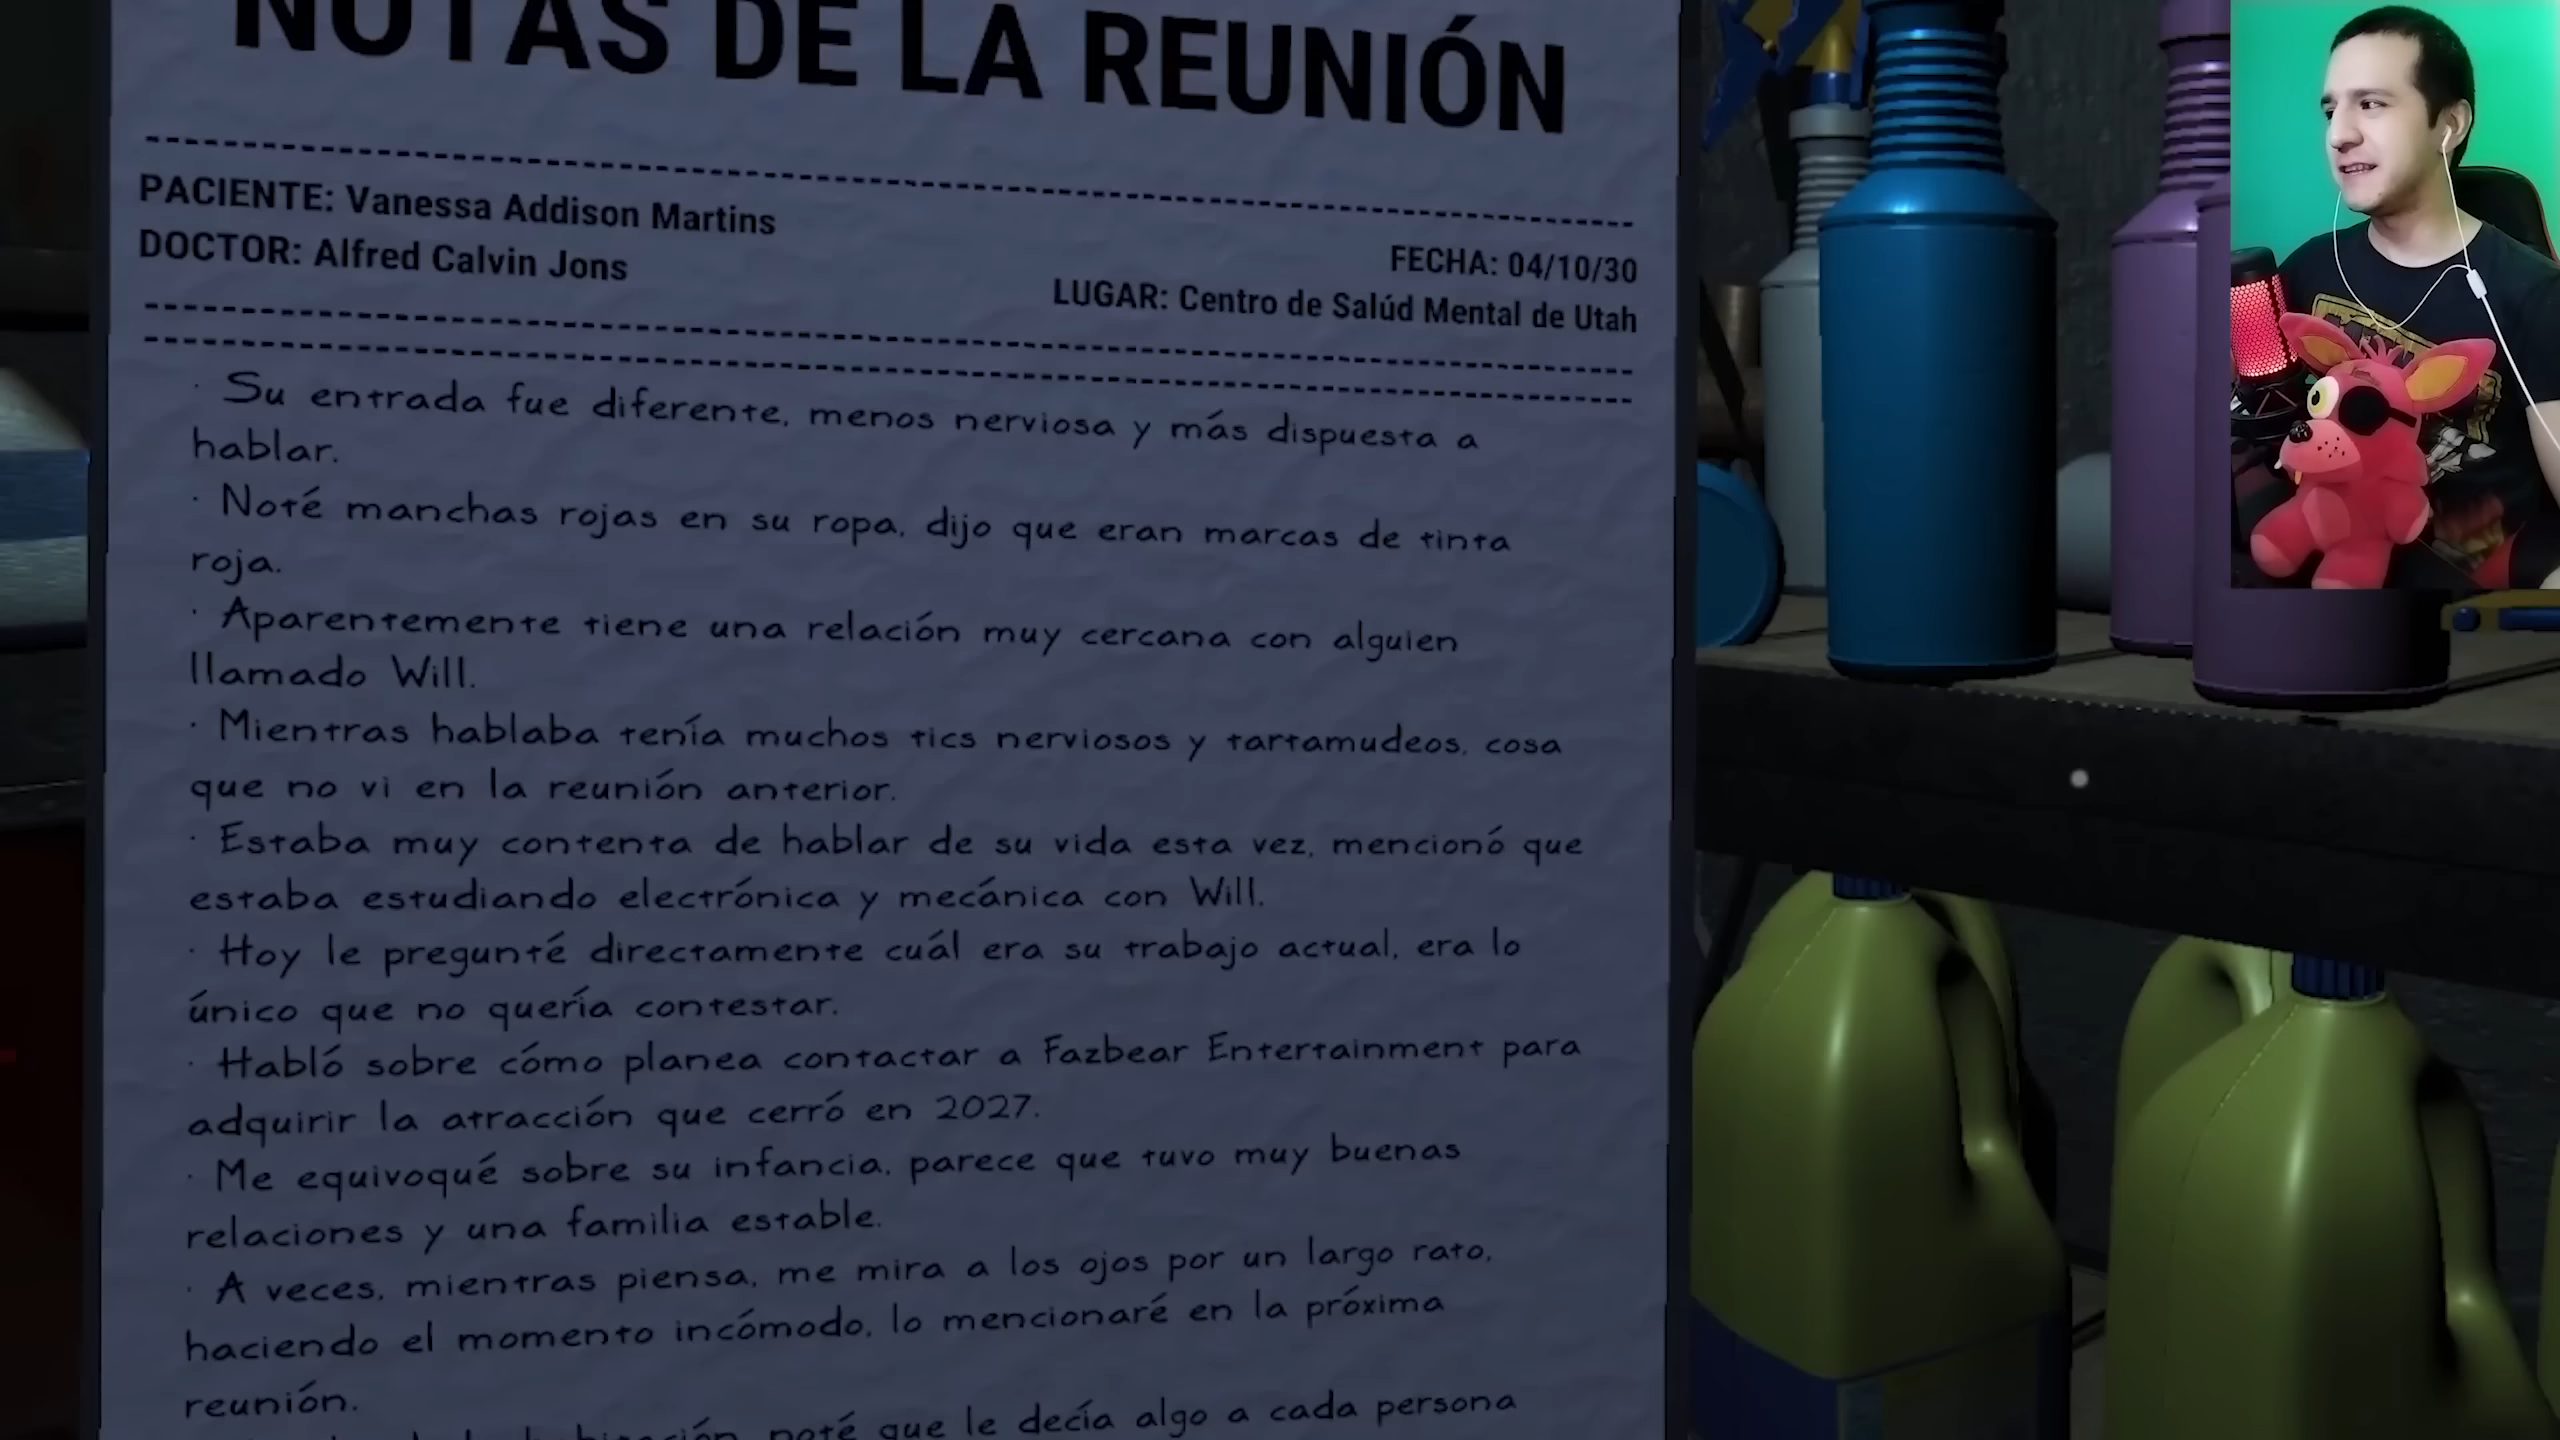 NOTAS DE LA REUNIÓN
PACIENTE: Vanessa Addison Martins
DOCTOR: Alfred Calvin Jons
FECHA: 04/10/30
LUGAR: Centro de Salúd Mental de Utah
· Su entrada fue diferente, menos nerviosa y más dispuesta a
hablar.
· Noté manchas rojas en su ropa, dijo que eran marcas de tinta
roja.
· Aparentemente tiene una relación muy cercana con alguien
llamado Will.
· Mientras hablaba tenía muchos tics nerviosos y tartamudeos, cosa
que no vi en la reunión anterior.
· Estaba muy contenta de hablar de su vida esta vez, mencionó que
estaba estudiando electrónica y mecánica con Will.
· Hoy le pregunté directamente cuál era su trabajo actual, era lo
único que no quería contestar.
· Habló sobre cómo planea contactar a Fazbear Entertainment para
adquirir la atracción que cerró en 2027.
· Me equivoqué sobre su infancia, parece que tuvo muy buenas
relaciones y una familia estable.
· A veces, mientras piensa, me mira a los ojos por un largo rato,
haciendo el momento incómodo, lo mencionaré en la próxima
reunión.
noté que le decía algo a cada persona